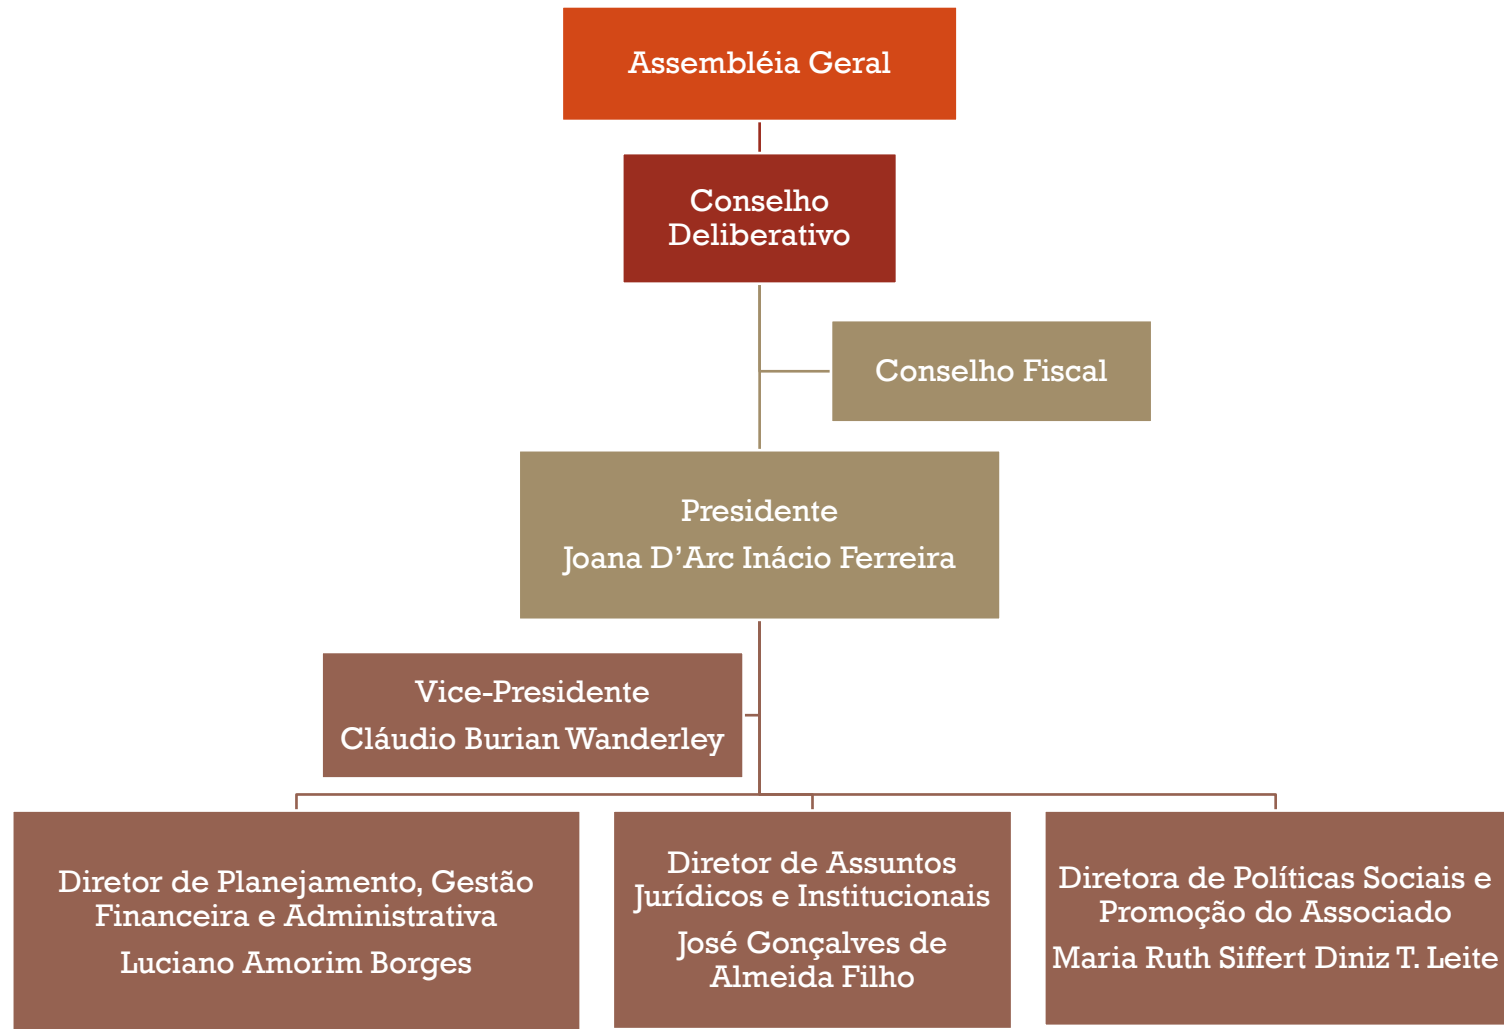 Assembléia Geral
Conselho
Deliberativo
Conselho Fiscal
Presidente
Joana D’Arc Inácio Ferreira
Vice-Presidente
Cláudio Burian Wanderley
Diretor de Planejamento, Gestão
Financeira e Administrativa
Luciano Amorim Borges
Diretor de Assuntos
Jurídicos e Institucionais
José Gonçalves de
Almeida Filho
Diretora de Políticas Sociais e
Promoção do Associado
Maria Ruth Siffert Diniz T. Leite